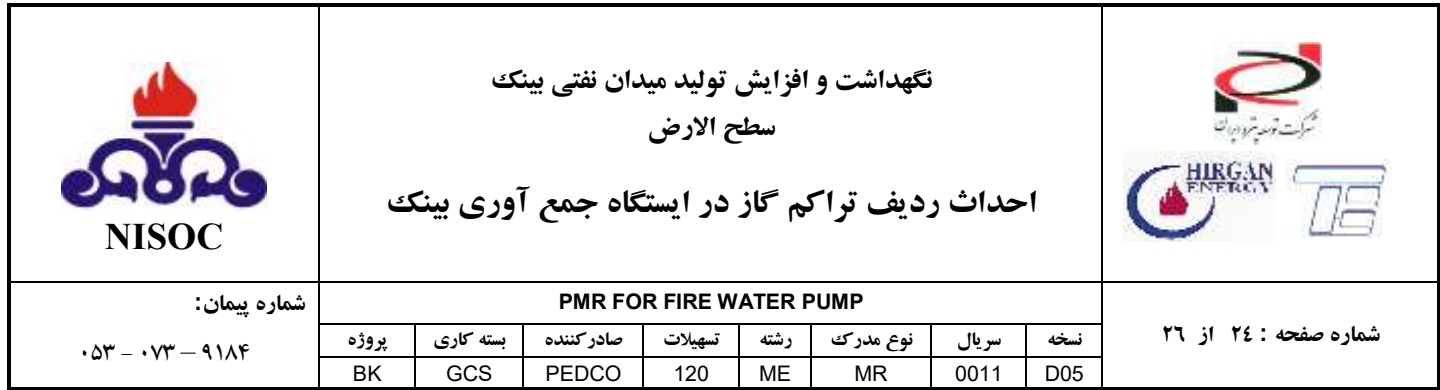 نگهداشت و افزایش تولید میدان نفتی بینک
سطح الارض
احداث ردیف تراکم گاز در ایستگاه جمع آوری بینک
NISOC
HIRGAN
ENERGY
شماره پیمان:
۰۵۳ – ۰۷۳ – ۹۱۸۴
PMR FOR FIRE WATER PUMP
پروژه بسته کاری صادرکننده تسهیلات رشته نوع مدرک سریال نسخه
BK GCS PEDCO 120 ME MR 0011 D05
شماره صفحه : ٢٤ از ٢٦